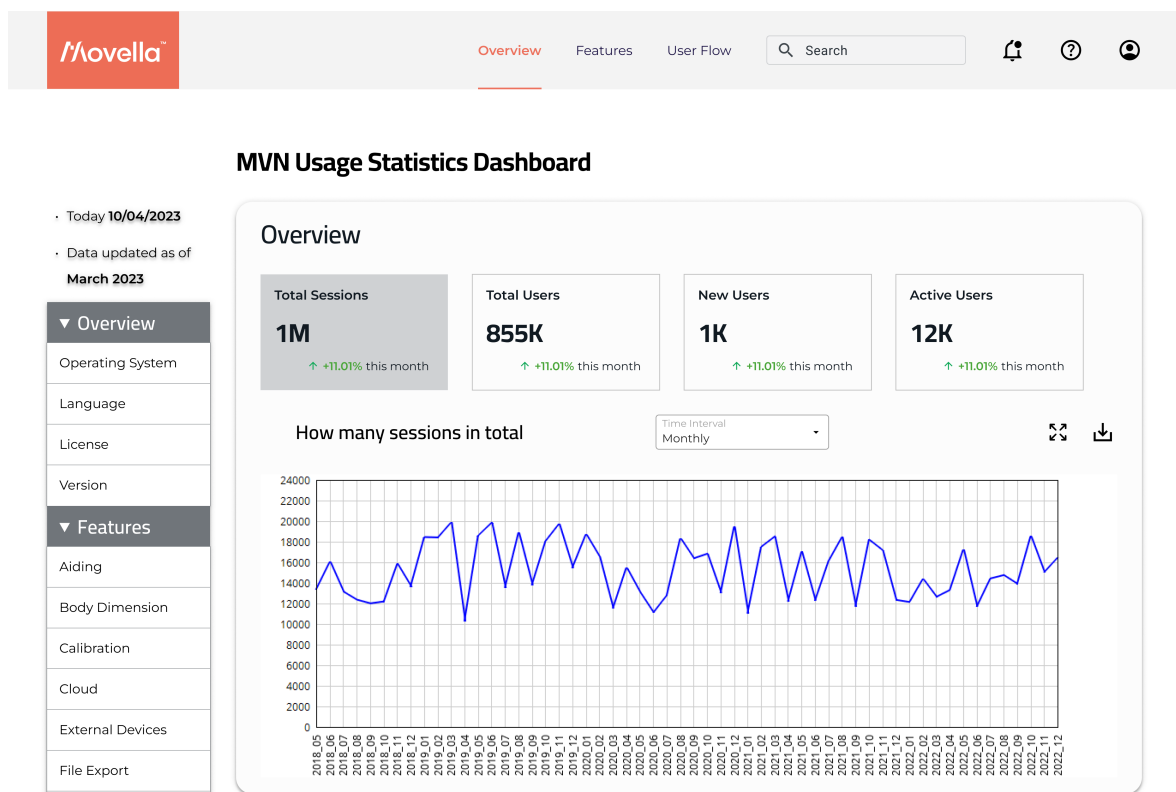 Movella™
Overview Features User Flow Search
MVN Usage Statistics Dashboard
• Today 10/04/2023
• Data updated as of
March 2023
▼ Overview
Operating System
Language
License
Version
▼ Features
Aiding
Body Dimension
Calibration
Cloud
External Devices
File Export
Overview
Total Sessions
1M
↑ +11.01% this month
Total Users
855K
↑ +11.01% this month
New Users
1K
↑ +11.01% this month
Active Users
12K
↑ +11.01% this month
How many sessions in total
Time Interval
Monthly
24000
22000
20000
18000
16000
14000
12000
10000
8000
6000
4000
2000
0
2018_05
2018_06
2018_07
2018_08
2018_09
2018_10
2018_11
2018_12
2019_01
2019_02
2019_03
2019_04
2019_05
2019_06
2019_07
2019_08
2019_09
2019_10
2019_11
2019_12
2020_01
2020_02
2020_03
2020_04
2020_05
2020_06
2020_07
2020_08
2020_09
2020_10
2020_11
2020_12
2021_01
2021_03
2021_04
2021_05
2021_06
2021_07
2021_08
2021_09
2021_10
2021_11
2021_12
2022_01
2022_02
2022_03
2022_04
2022_05
2022_06
2022_07
2022_08
2022_09
2022_10
2022_11
2022_12